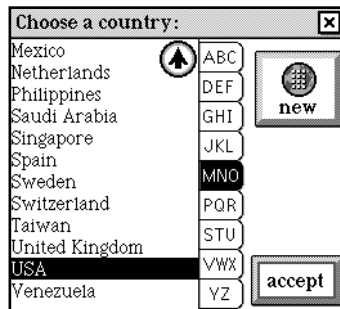 Choose a country:
Mexico
Netherlands
Philippines
Saudi Arabia
Singapore
Spain
Sweden
Switzerland
Taiwan
United Kingdom
USA
Venezuela
ABC
DEF
GHI
JKL
MNO
PQR
STU
VWX
YZ
new
accept